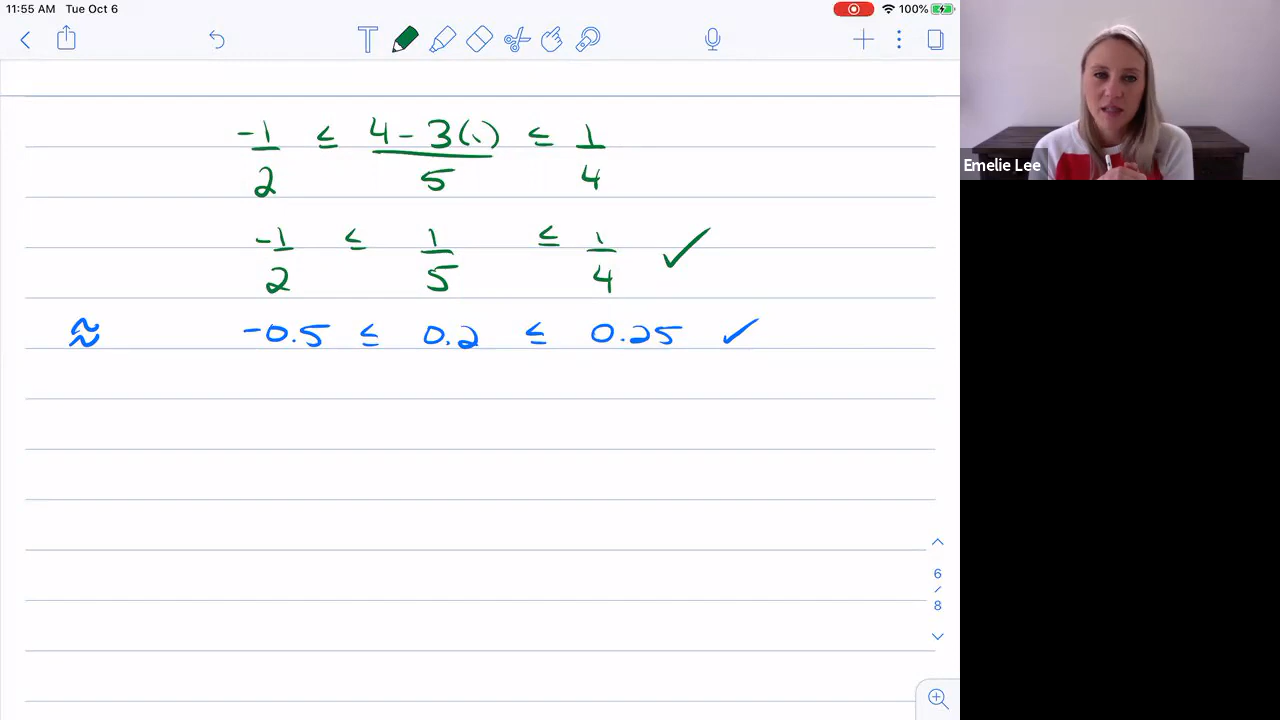 11:55 AM Tue Oct 6
100%
T
Emelie Lee
-1/2 ≤ 4 - 3(1)/5 ≤ 1/4
-1/2 ≤ 1/5 ≤ 1/4 ✓
≈ -0.5 ≤ 0.2 ≤ 0.25 ✓
6
/
8